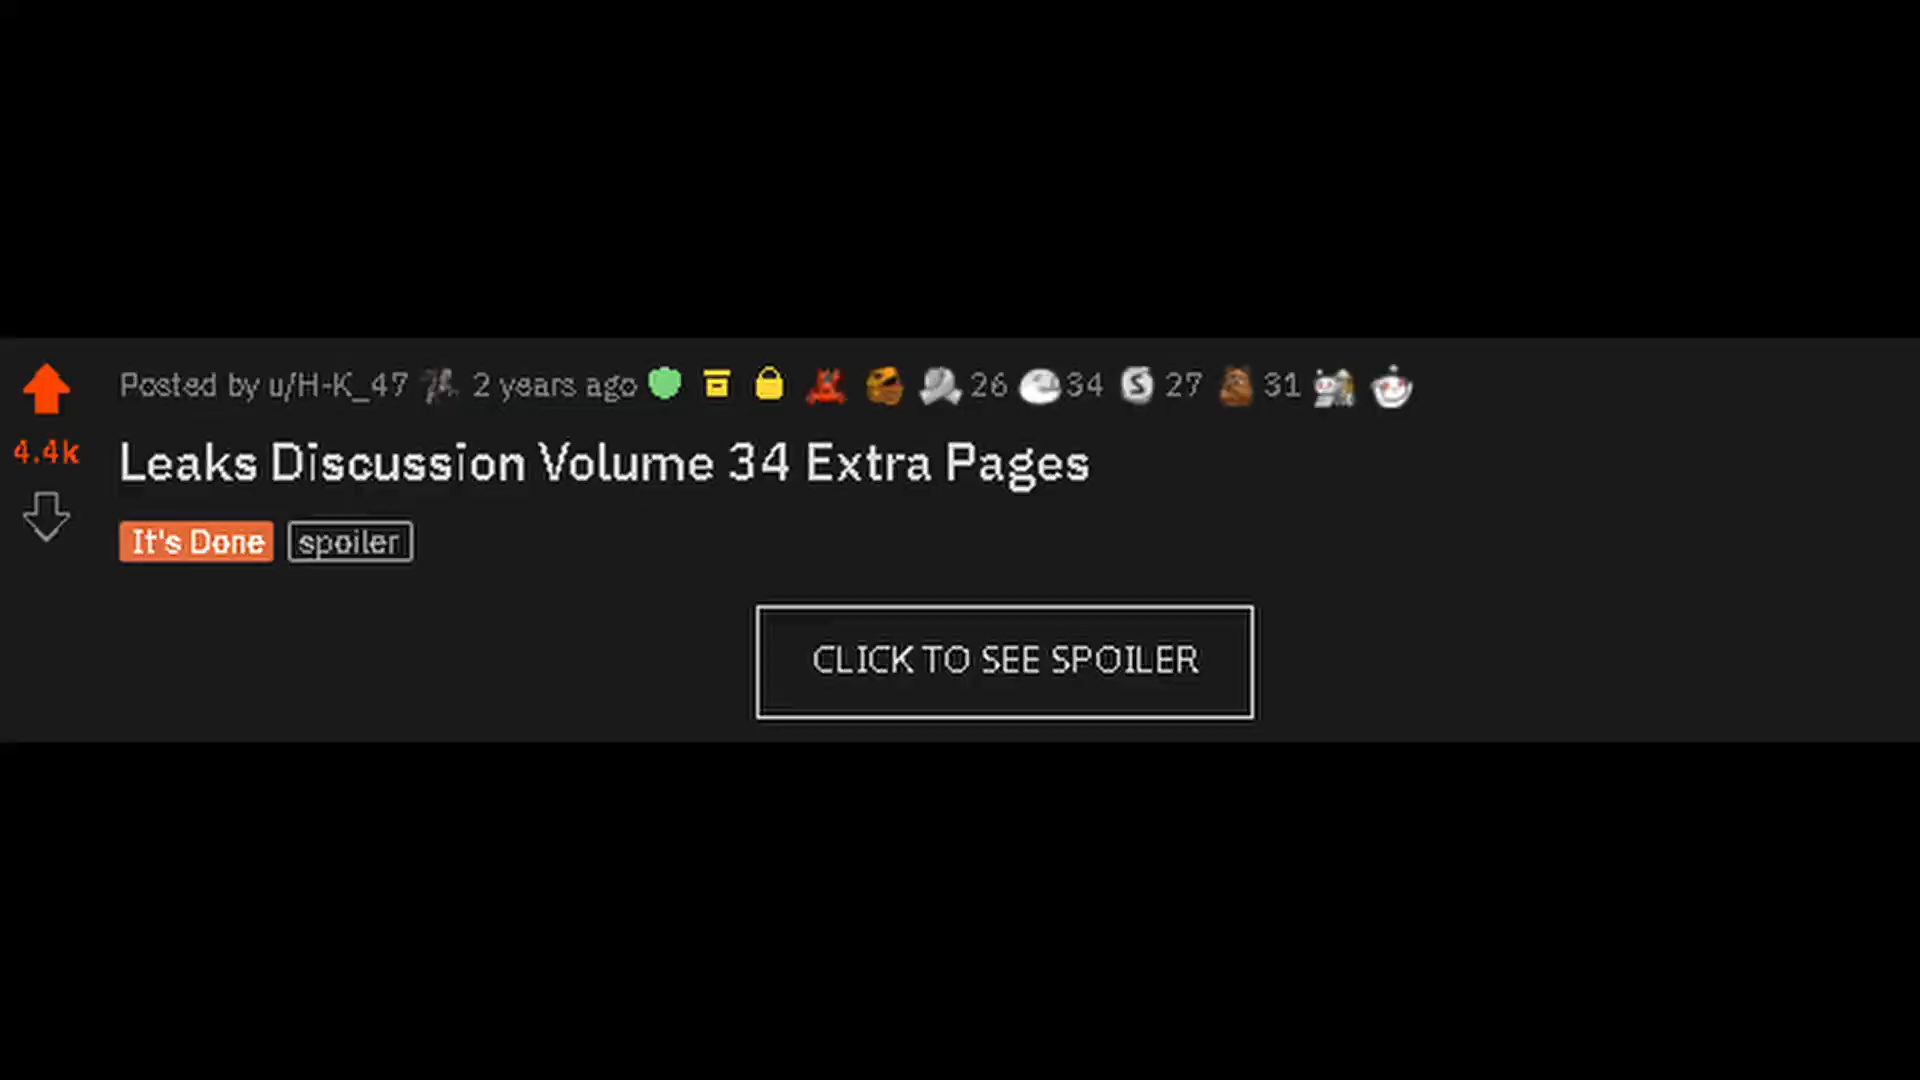 Posted by u/H-K_47 2 years ago 26 34 27 31
4.4k
Leaks Discussion Volume 34 Extra Pages
It's Done spoiler
CLICK TO SEE SPOILER